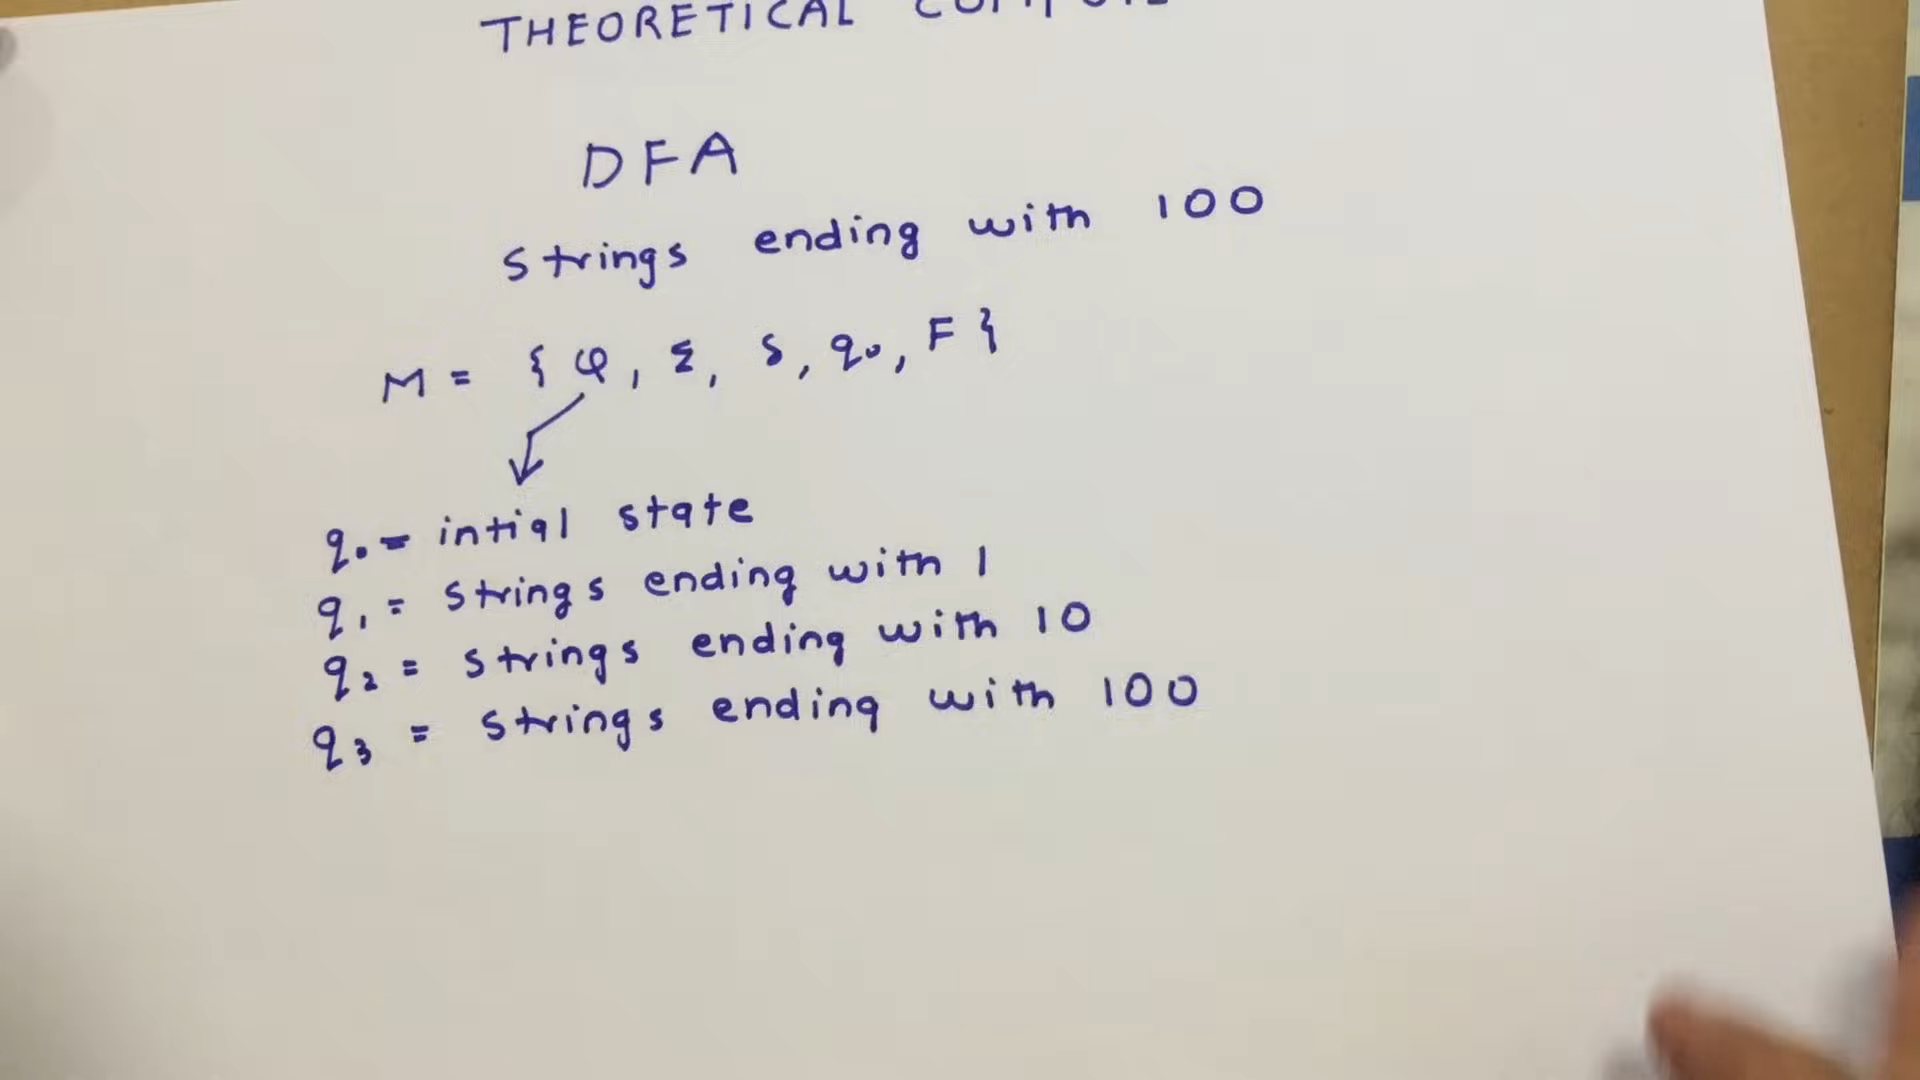 THEORETICAL
DFA
strings ending with 100
M = { Q, Σ, δ, q0, F }
q0 = intial state
q1 = strings ending with 1
q2 = strings ending with 10
q3 = strings ending with 100